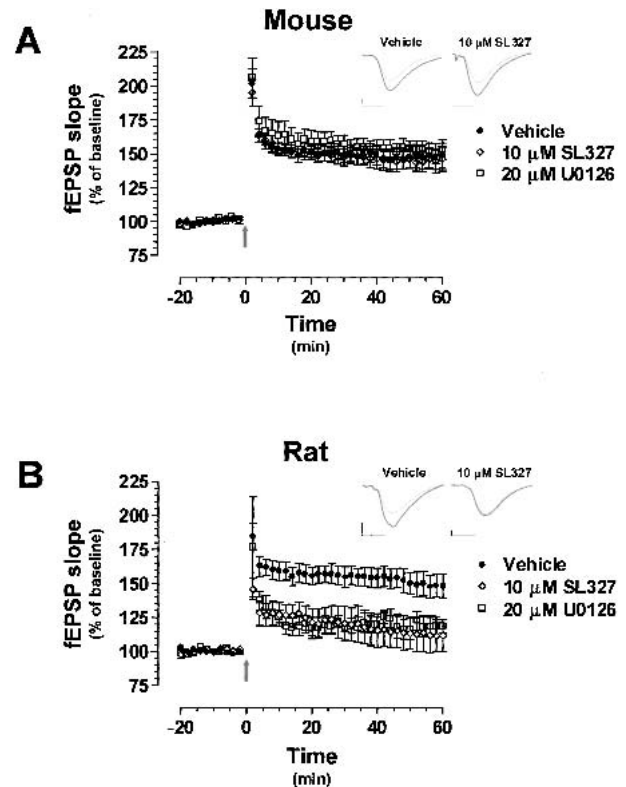 A
Mouse
Vehicle
10 µM SL327
fEPSP slope
(% of baseline)
225
200
175
150
125
100
75
Vehicle
10 µM SL327
20 µM U0126
-20 0 20 40 60
Time
(min)
B
Rat
Vehicle
10 µM SL327
fEPSP slope
(% of baseline)
225
200
175
150
125
100
75
Vehicle
10 µM SL327
20 µM U0126
-20 0 20 40 60
Time
(min)